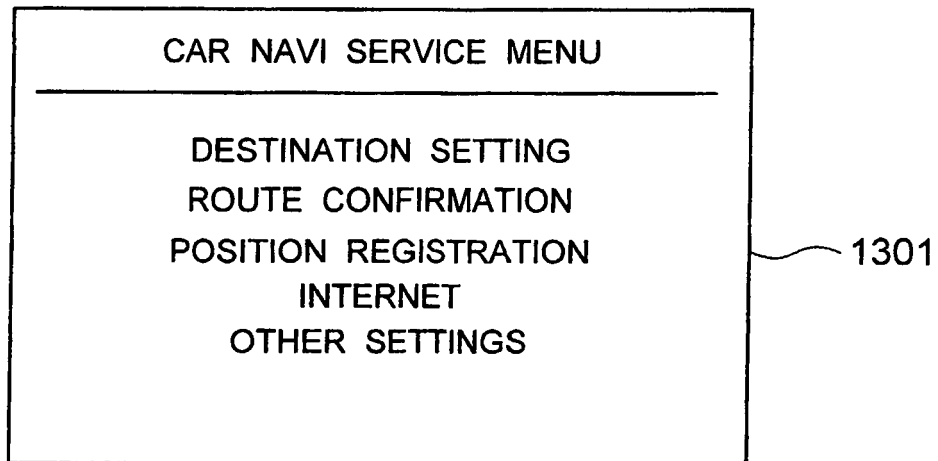 CAR NAVI SERVICE MENU
DESTINATION SETTING
ROUTE CONFIRMATION
POSITION REGISTRATION
1301
INTERNET
OTHER SETTINGS